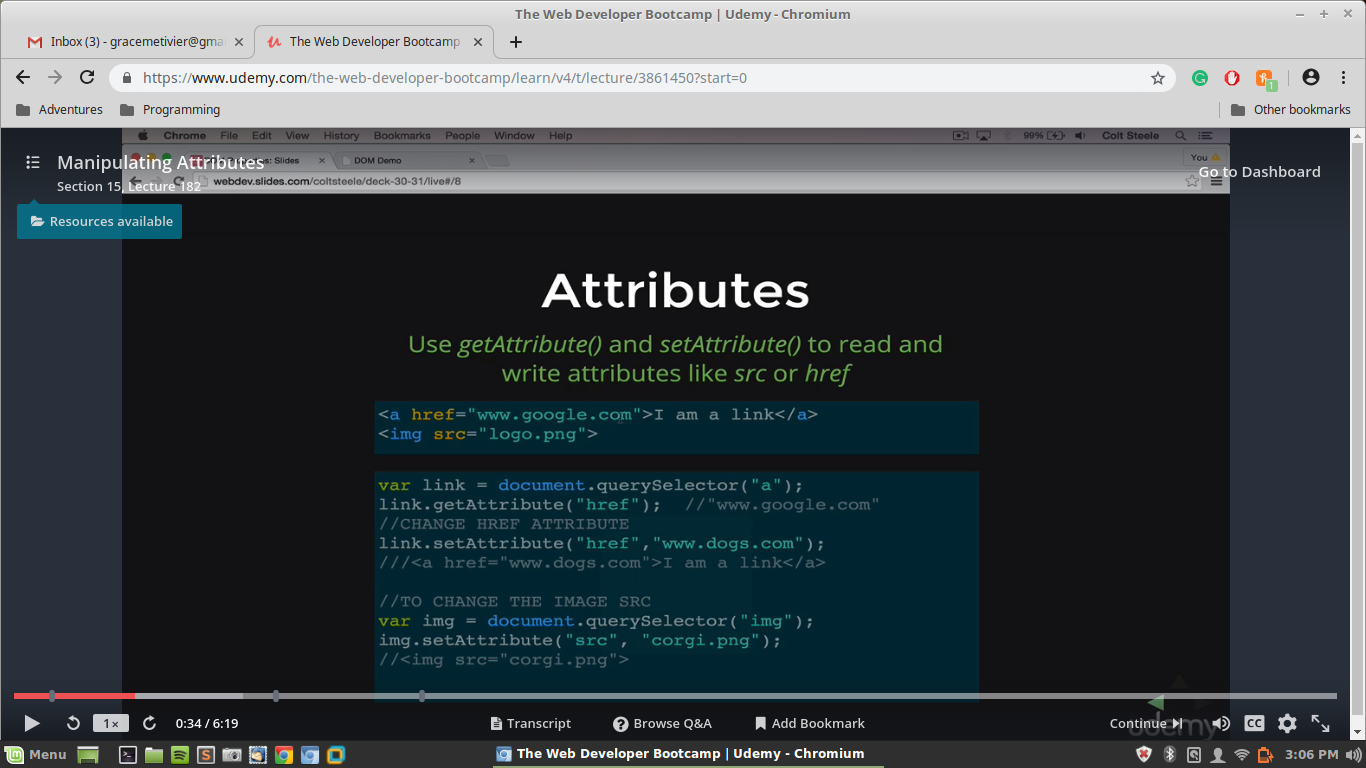 The Web Developer Bootcamp | Udemy - Chromium
Inbox (3) - gracemetivier@gma
The Web Developer Bootcamp
https://www.udemy.com/the-web-developer-bootcamp/learn/v4/t/lecture/3861450?start=0
1
Adventures Programming Other bookmarks
Chrome File Edit View History Bookmarks People Window Help 99% Colt Steele
Manipulating Attributes
: Slides DOM Demo You
Section 15, Lecture 182
webdev.slides.com/coltsteele/deck-30-31/live#/8
Go to Dashboard
Resources available
Attributes
Use getAttribute() and setAttribute() to read and
write attributes like src or href
<a href="www.google.com">I am a link</a>
<img src="logo.png">
var link = document.querySelector("a");
link.getAttribute("href"); //"www.google.com"
//CHANGE HREF ATTRIBUTE
link.setAttribute("href","www.dogs.com");
///<a href="www.dogs.com">I am a link</a>
//TO CHANGE THE IMAGE SRC
var img = document.querySelector("img");
img.setAttribute("src", "corgi.png");
//<img src="corgi.png">
1× 0:34 / 6:19 Transcript Browse Q&A Add Bookmark Continue CC
udemy
Menu The Web Developer Bootcamp | Udemy - Chromium 3:06 PM